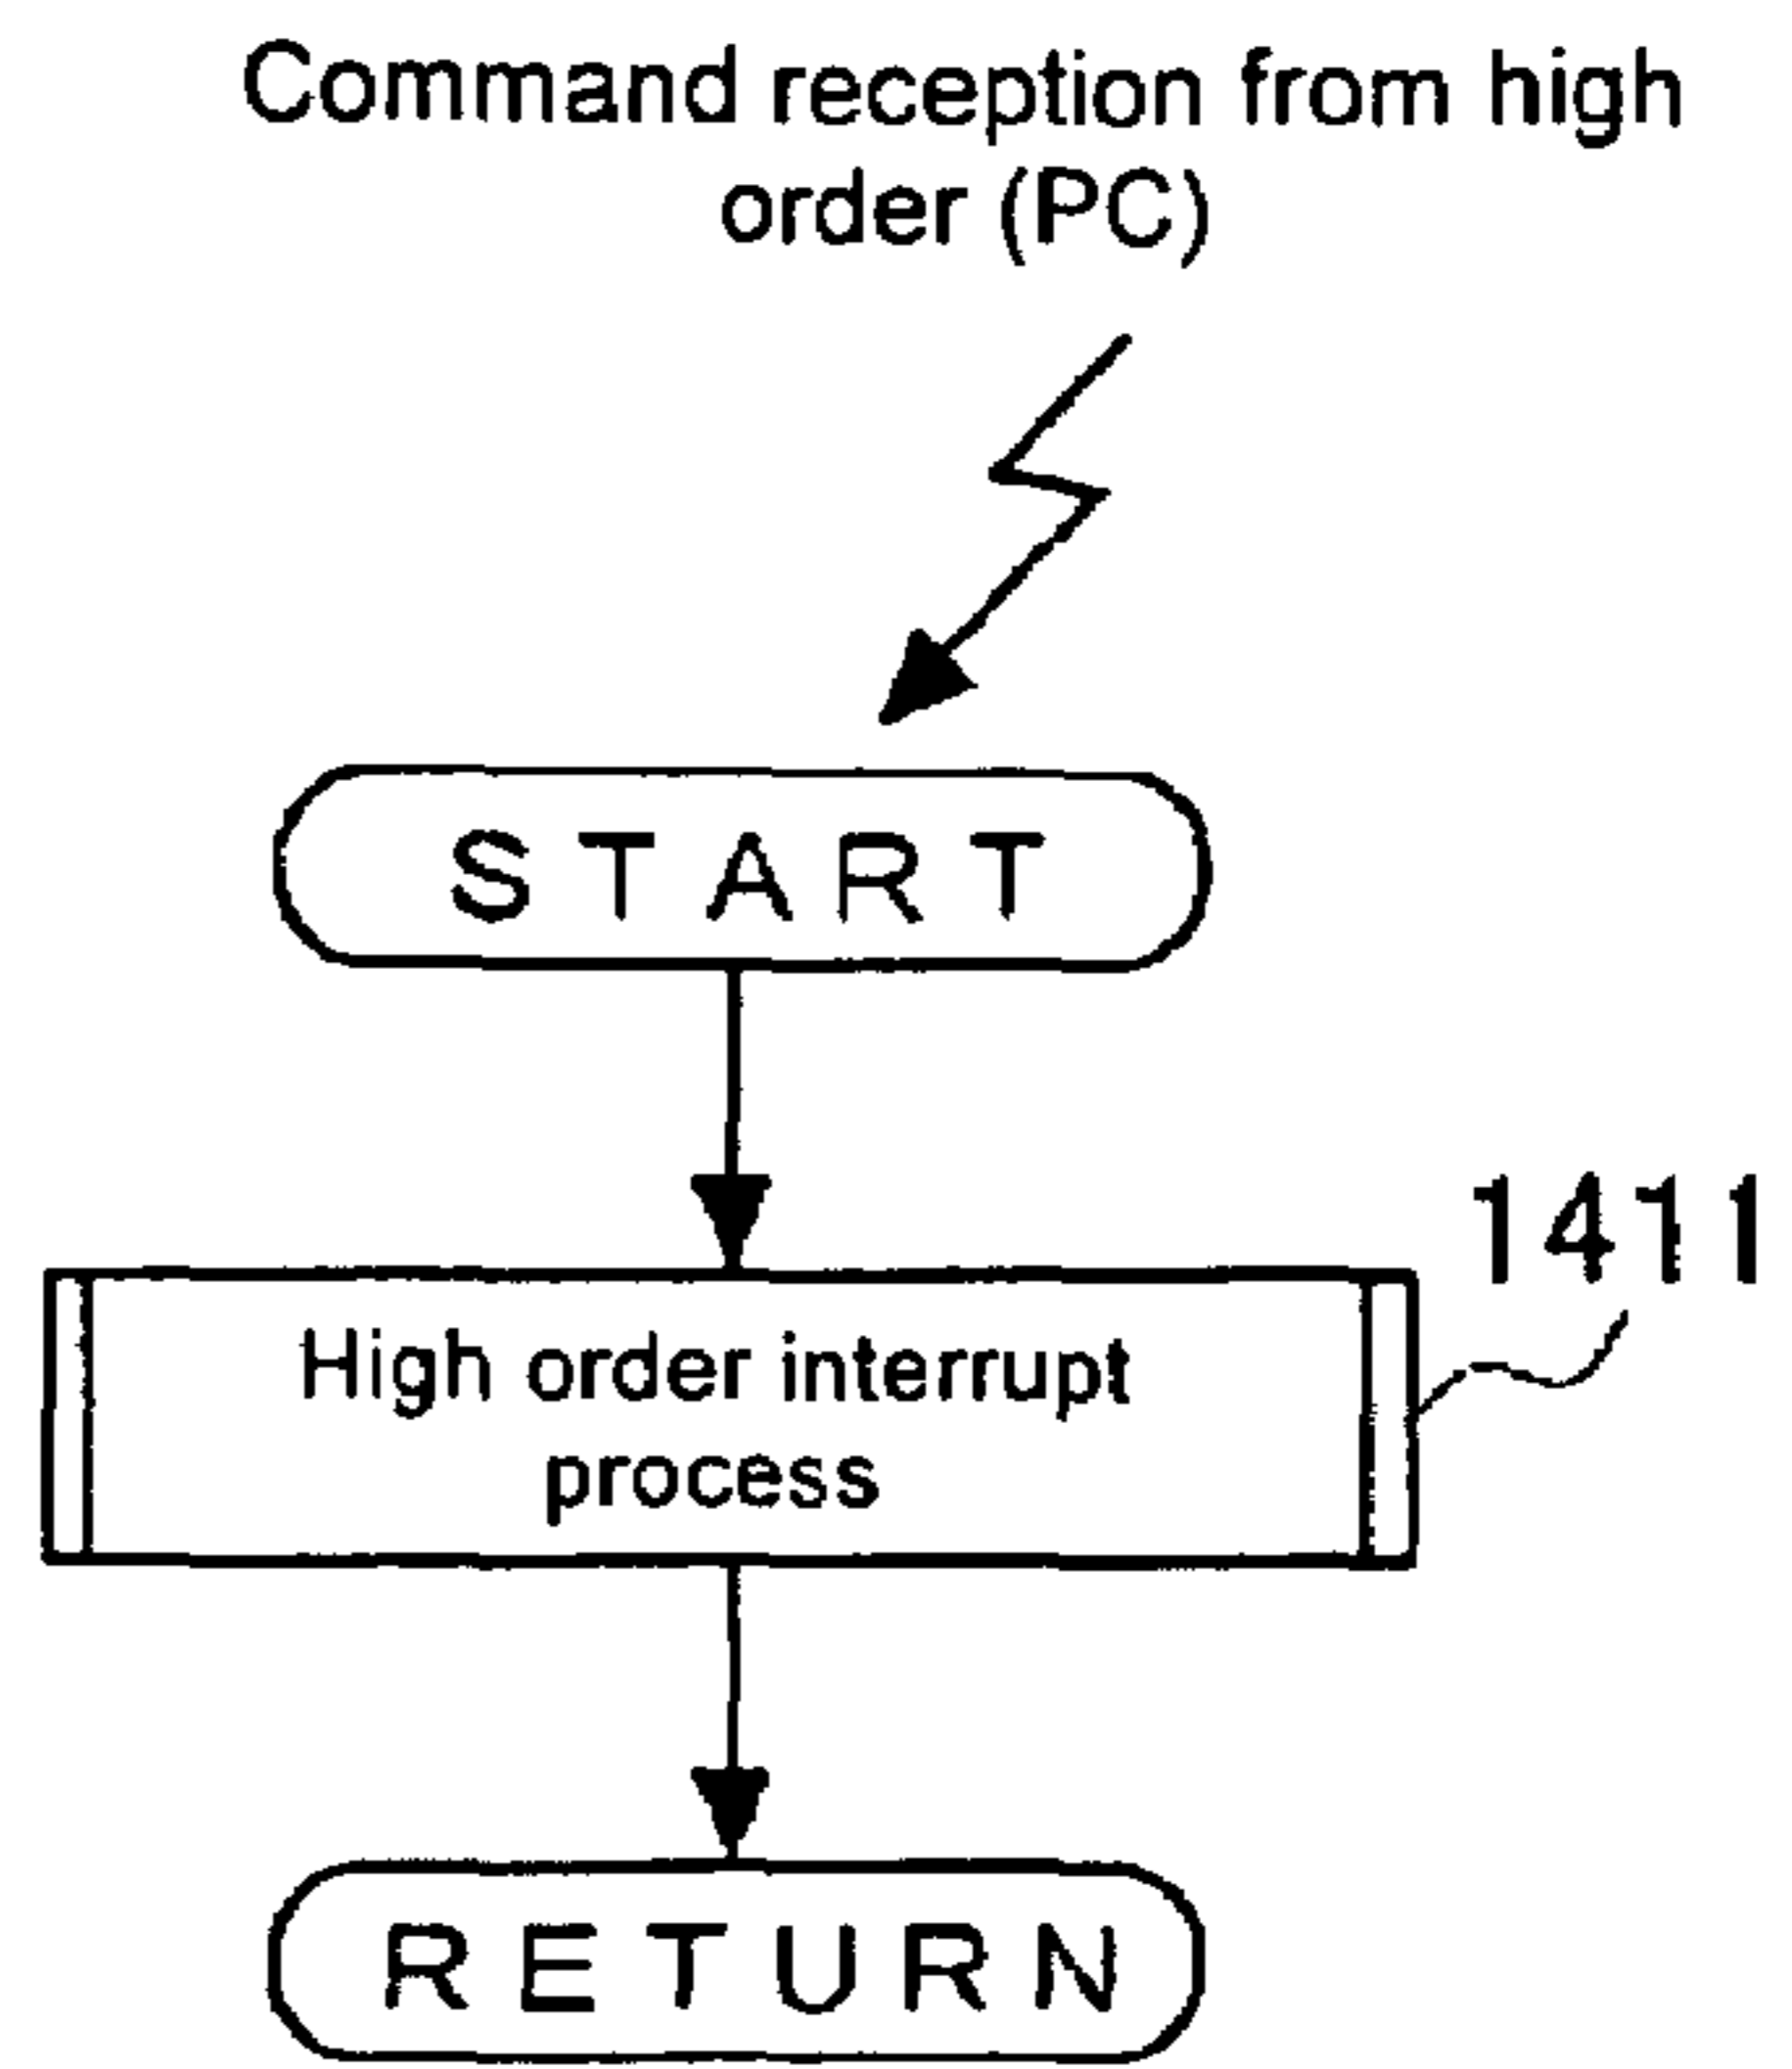 Command reception from high
order (PC)
START
1411
High order interrupt
process
RETURN